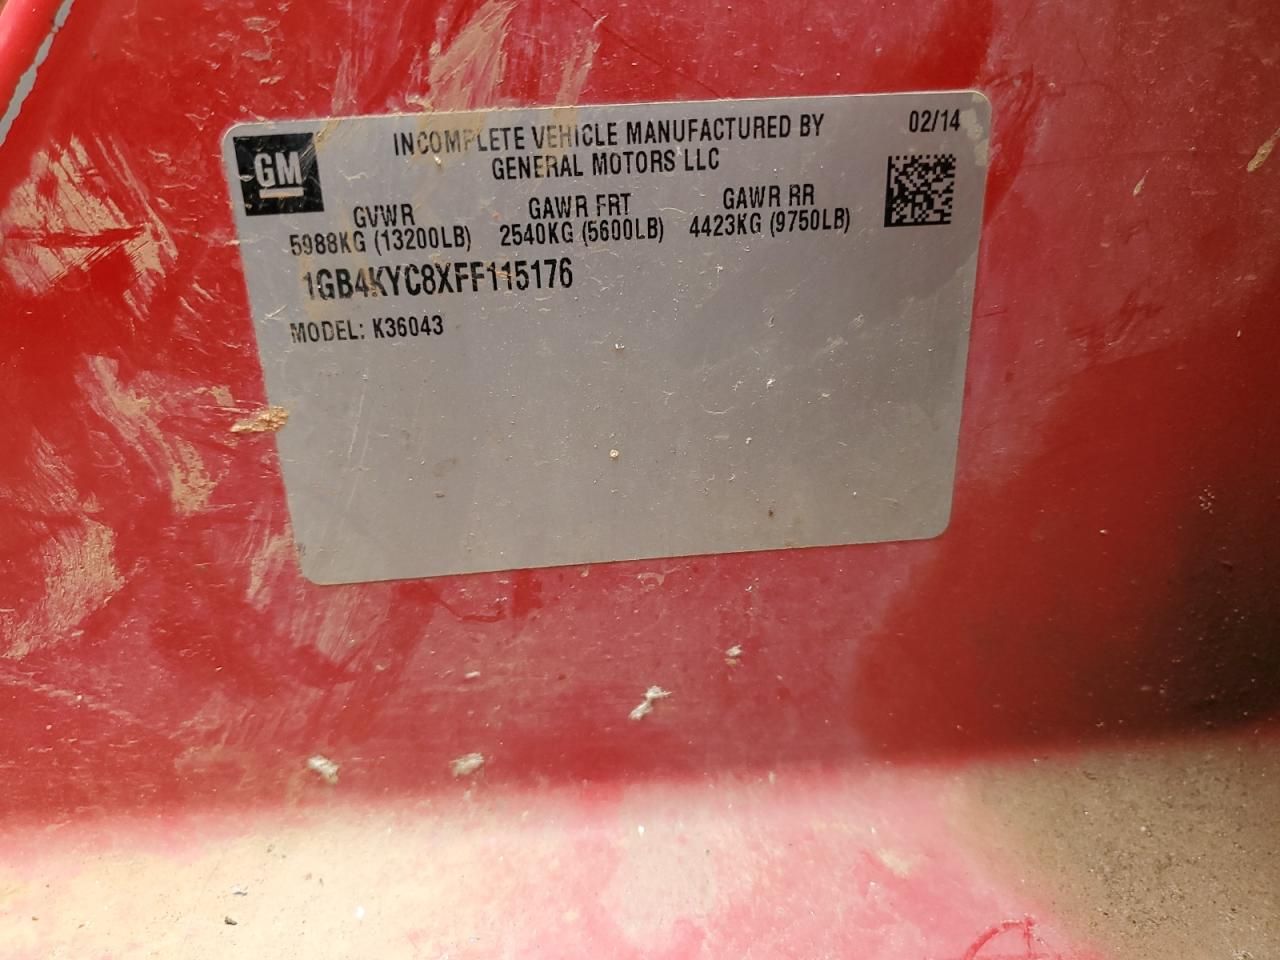 GM
INCOMPLETE VEHICLE MANUFACTURED BY
GENERAL MOTORS LLC
02/14
GVWR GAWR FRT GAWR RR
5988KG (13200LB) 2540KG (5600LB) 4423KG (9750LB)
1GB4KYC8XFF115176
MODEL: K36043